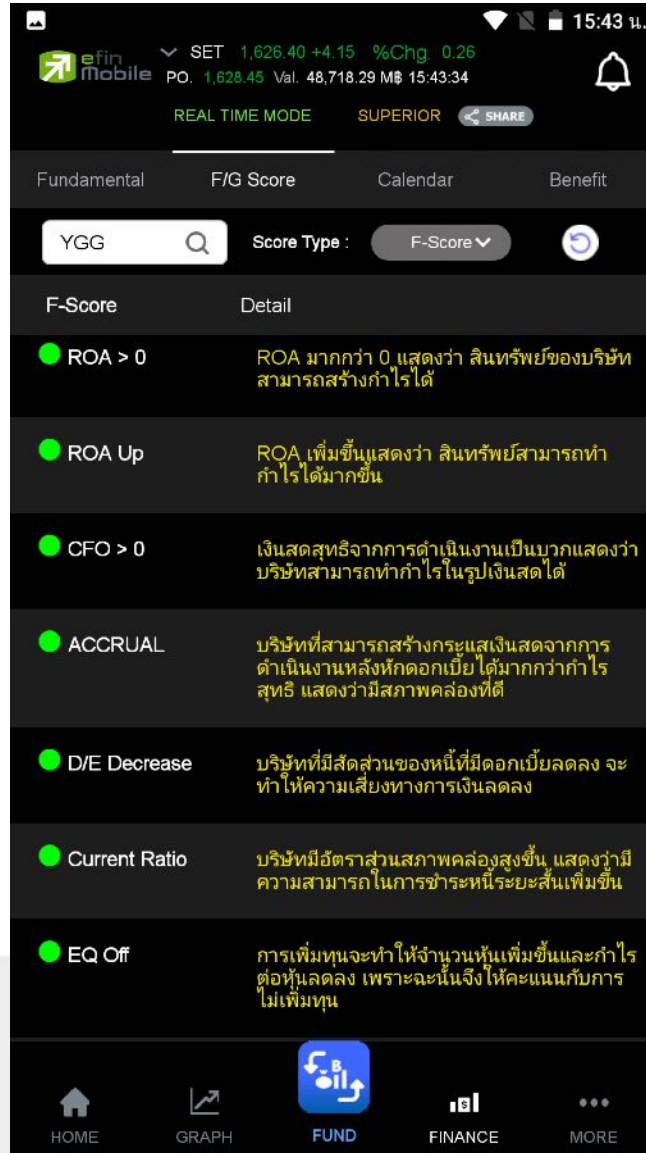 15:43 น.
efin Mobile
SET 1,626.40 +4.15 %Chg. 0.26
PO. 1,628.45 Val. 48,718.29 M฿ 15:43:34
REAL TIME MODE SUPERIOR SHARE
Fundamental F/G Score Calendar Benefit
YGG Score Type : F-Score
F-Score Detail
ROA > 0
ROA มากกว่า 0 แสดงว่า สินทรัพย์ของบริษัท
สามารถสร้างกำไรได้
ROA Up
ROA เพิ่มขึ้นแสดงว่า สินทรัพย์สามารถทำ
กำไรได้มากขึ้น
CFO > 0
เงินสดสุทธิจากการดำเนินงานเป็นบวกแสดงว่า
บริษัทสามารถทำกำไรในรูปเงินสดได้
ACCRUAL
บริษัทที่สามารถสร้างกระแสเงินสดจากการ
ดำเนินงานหลังหักดอกเบี้ยได้มากกว่ากำไร
สุทธิ แสดงว่ามีสภาพคล่องที่ดี
D/E Decrease
บริษัทที่มีสัดส่วนของหนี้ที่มีดอกเบี้ยลดลง จะ
ทำให้ความเสี่ยงทางการเงินลดลง
Current Ratio
บริษัทมีอัตราส่วนสภาพคล่องสูงขึ้น แสดงว่ามี
ความสามารถในการชำระหนี้ระยะสั้นเพิ่มขึ้น
EQ Off
การเพิ่มทุนจะทำให้จำนวนหุ้นเพิ่มขึ้นและกำไร
ต่อหุ้นลดลง เพราะฉะนั้นจึงให้คะแนนกับการ
ไม่เพิ่มทุน
HOME GRAPH FUND FINANCE MORE